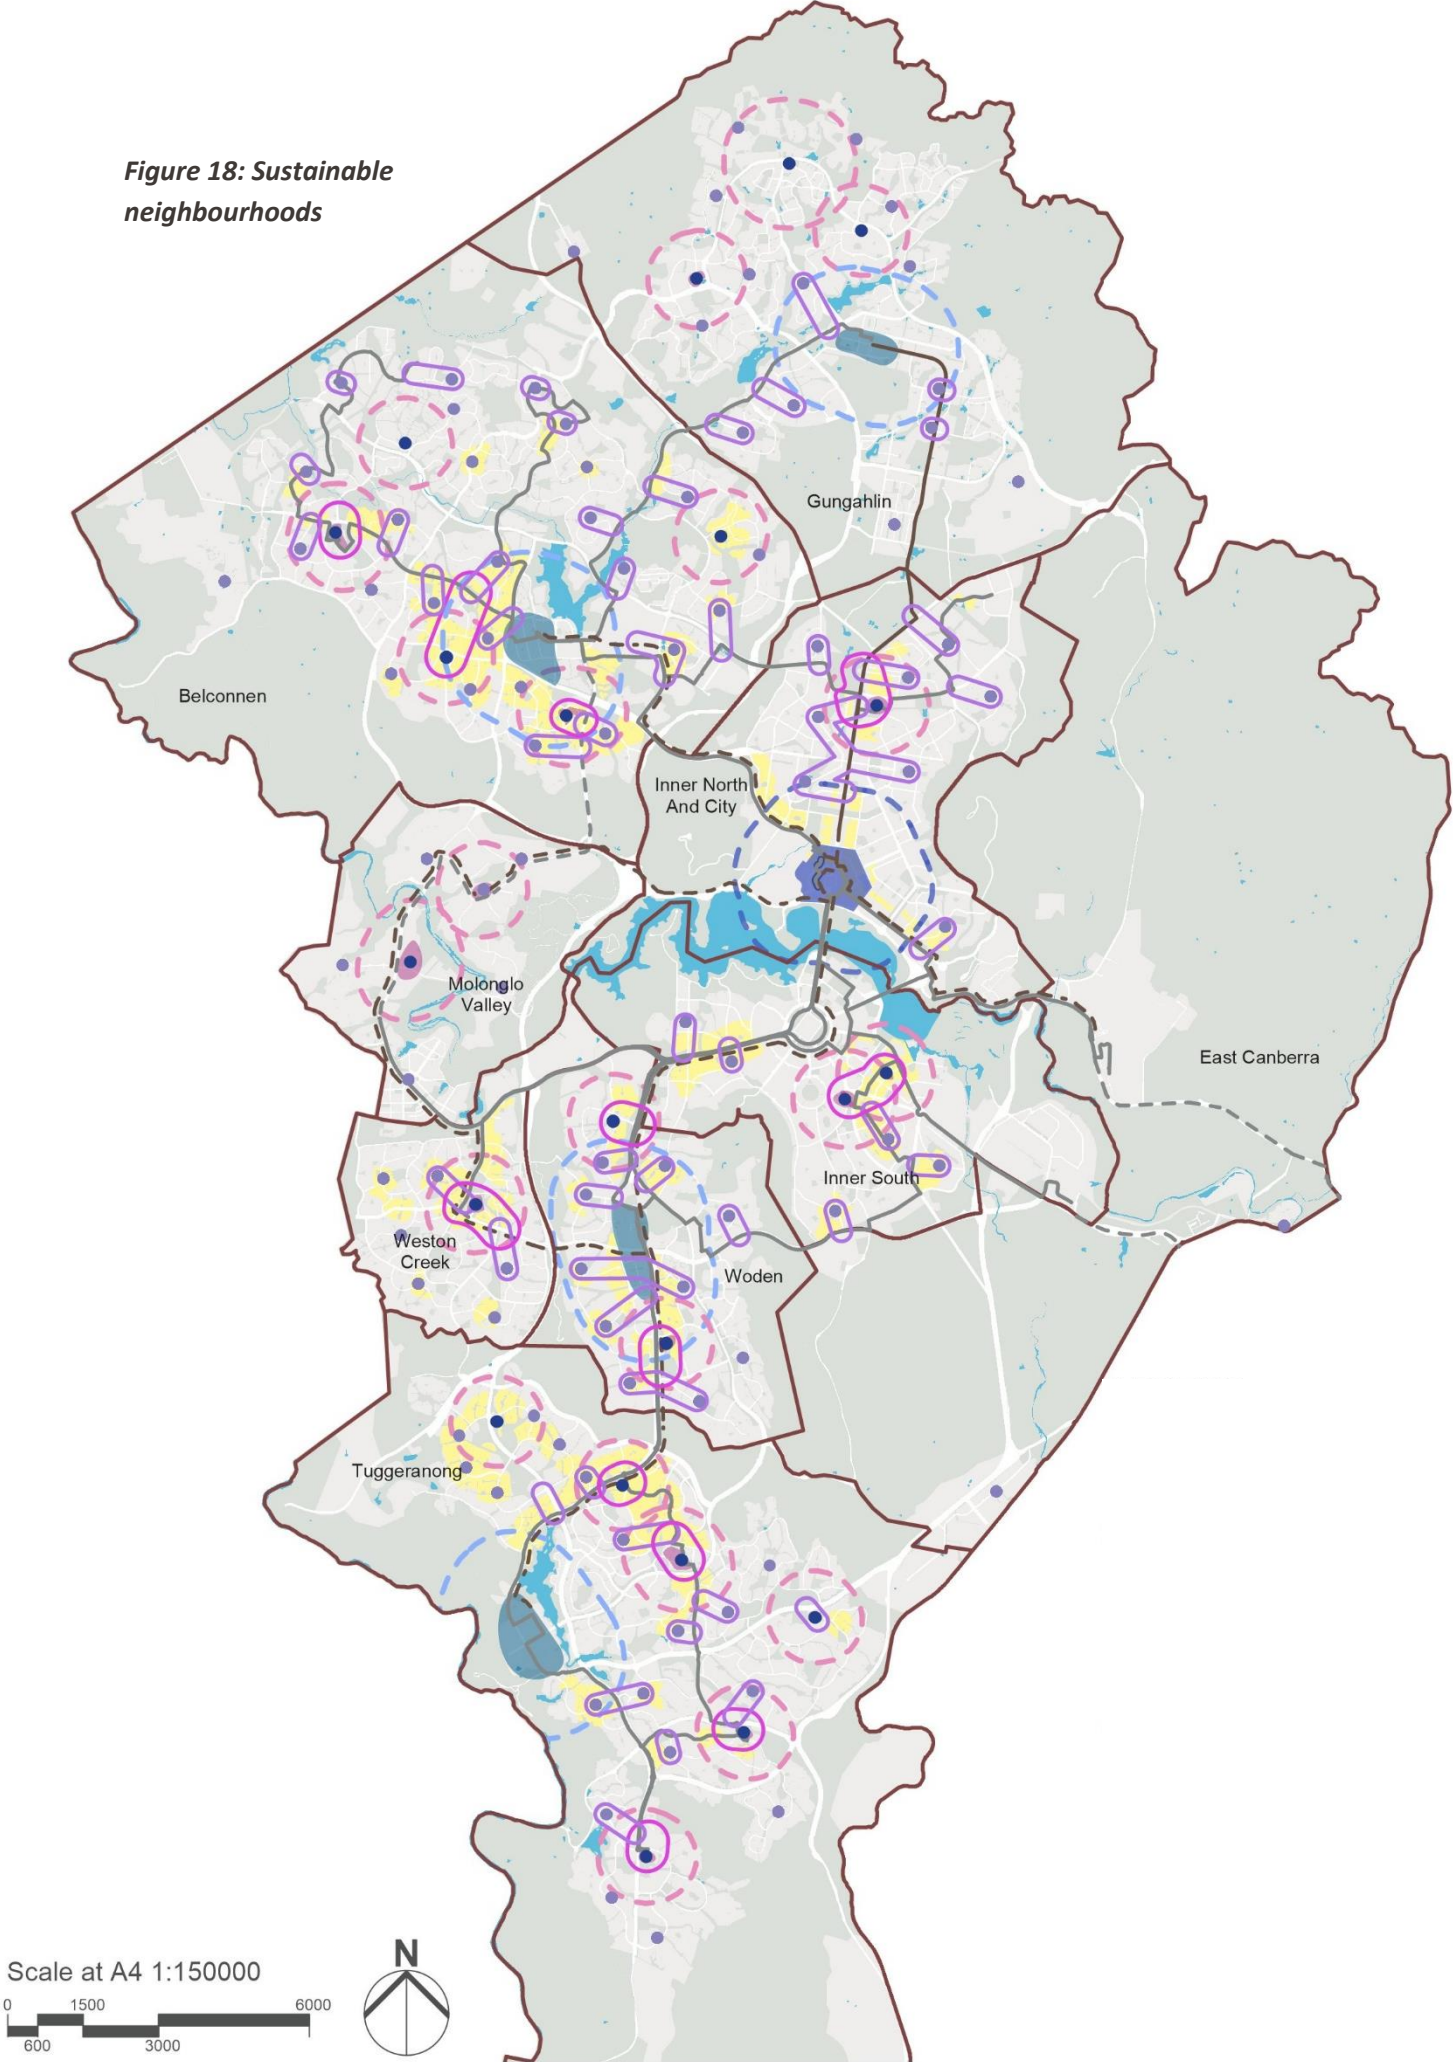 Figure 18: Sustainable
neighbourhoods
Gungahlin
Belconnen
Inner North
And City
Molonglo
Valley
East Canberra
Inner South
Weston
Creek
Woden
Tuggeranong
N
Scale at A4 1:150000
0 1500 6000
600 3000